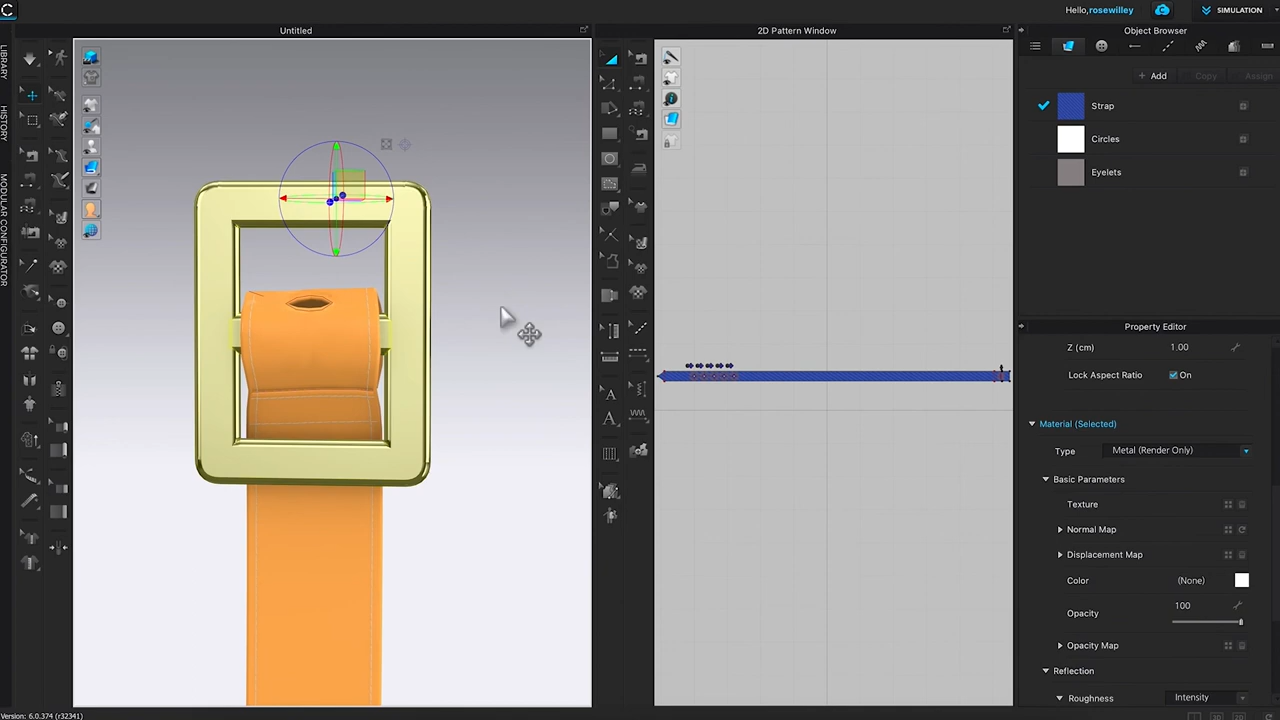 Hello,rosewilley
SIMULATION
Untitled
2D Pattern Window
Object Browser
LIBRARY
HISTORY
MODULAR CONFIGURATOR
+ Add
Copy
Assign
Strap
Circles
Eyelets
Property Editor
Z (cm)
1.00
Lock Aspect Ratio
On
Material (Selected)
Type
Metal (Render Only)
Basic Parameters
Texture
Normal Map
Displacement Map
Color
(None)
Opacity
100
Opacity Map
Reflection
Roughness
Intensity
Version: 6.0.374 (r32341)